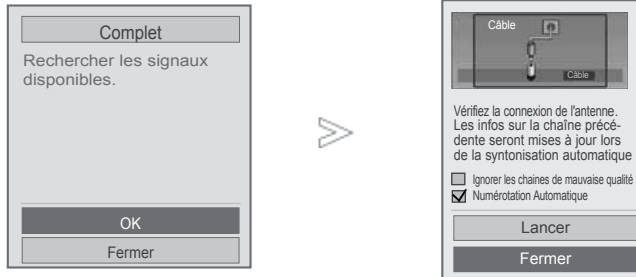 Complet
Rechercher les signaux
disponibles.
OK
Fermer
Câble
Câble
Vérifiez la connexion de l'antenne.
Les infos sur la chaîne précé-
dente seront mises à jour lors
de la syntonisation automatique
Ignorer les chaines de mauvaise qualité
Numérotation Automatique
Lancer
Fermer